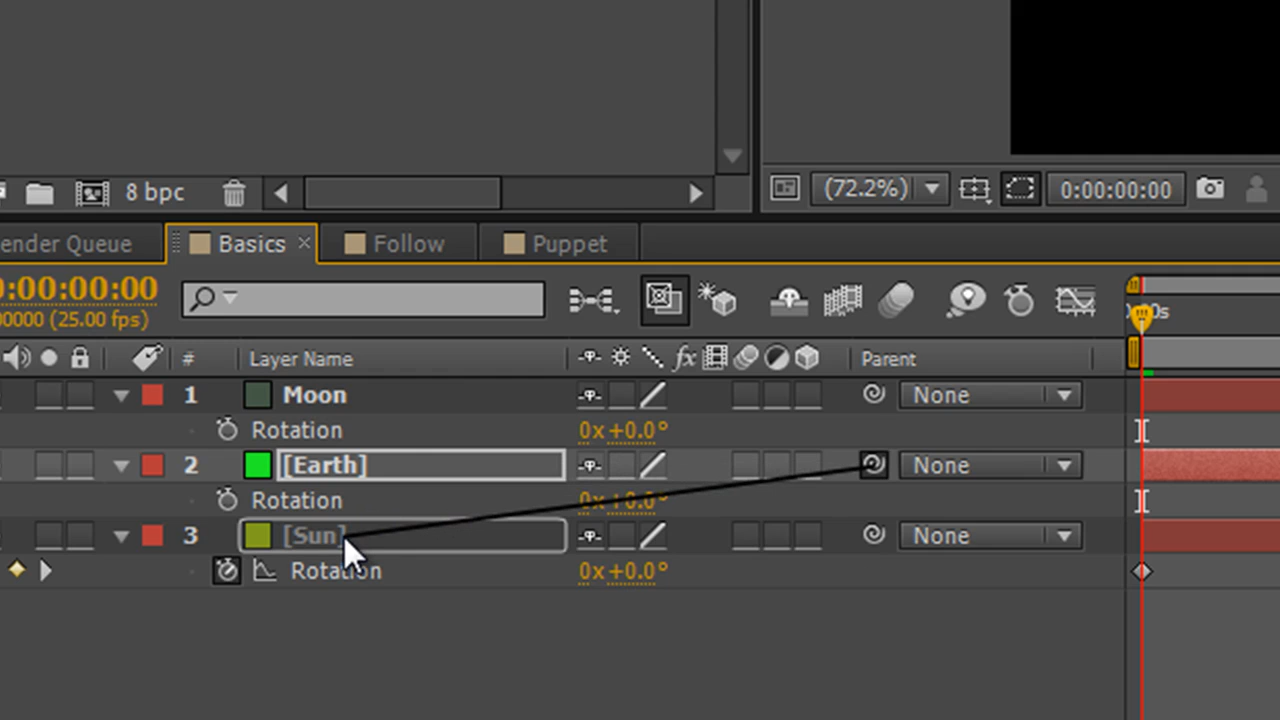 8 bpc
(72.2%)
0:00:00:00
ender Queue
Basics ×
Follow
Puppet
0:00:00:00
00000 (25.00 fps)
# Layer Name
fx
Parent
1 Moon None
Rotation 0x+0.0°
2 [Earth] None
Rotation 0x+0.0°
3 [Sun] None
Rotation 0x+0.0°